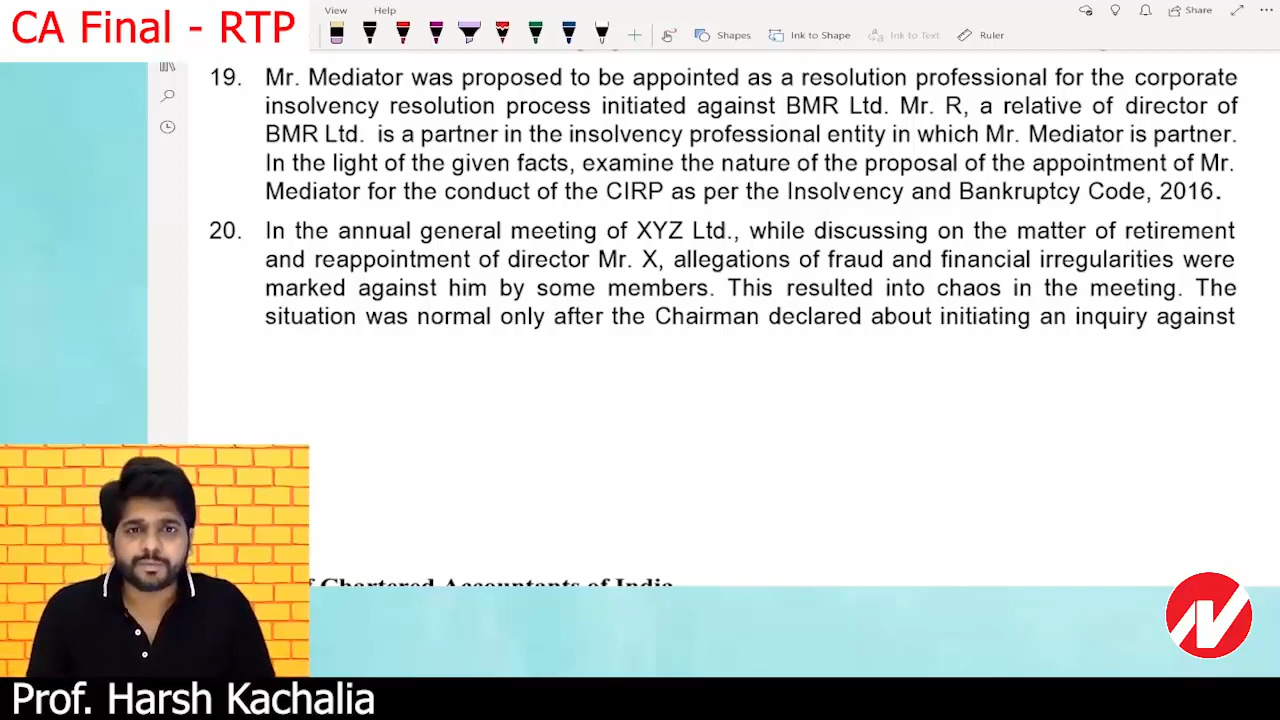 CA Final - RTP
View Help
Share
Shapes Ink to Shape Ink to Text Ruler
19. Mr. Mediator was proposed to be appointed as a resolution professional for the corporate
insolvency resolution process initiated against BMR Ltd. Mr. R, a relative of director of
BMR Ltd. is a partner in the insolvency professional entity in which Mr. Mediator is partner.
In the light of the given facts, examine the nature of the proposal of the appointment of Mr.
Mediator for the conduct of the CIRP as per the Insolvency and Bankruptcy Code, 2016.
20. In the annual general meeting of XYZ Ltd., while discussing on the matter of retirement
and reappointment of director Mr. X, allegations of fraud and financial irregularities were
marked against him by some members. This resulted into chaos in the meeting. The
situation was normal only after the Chairman declared about initiating an inquiry against
of Chartered Accountants of India
Prof. Harsh Kachalia